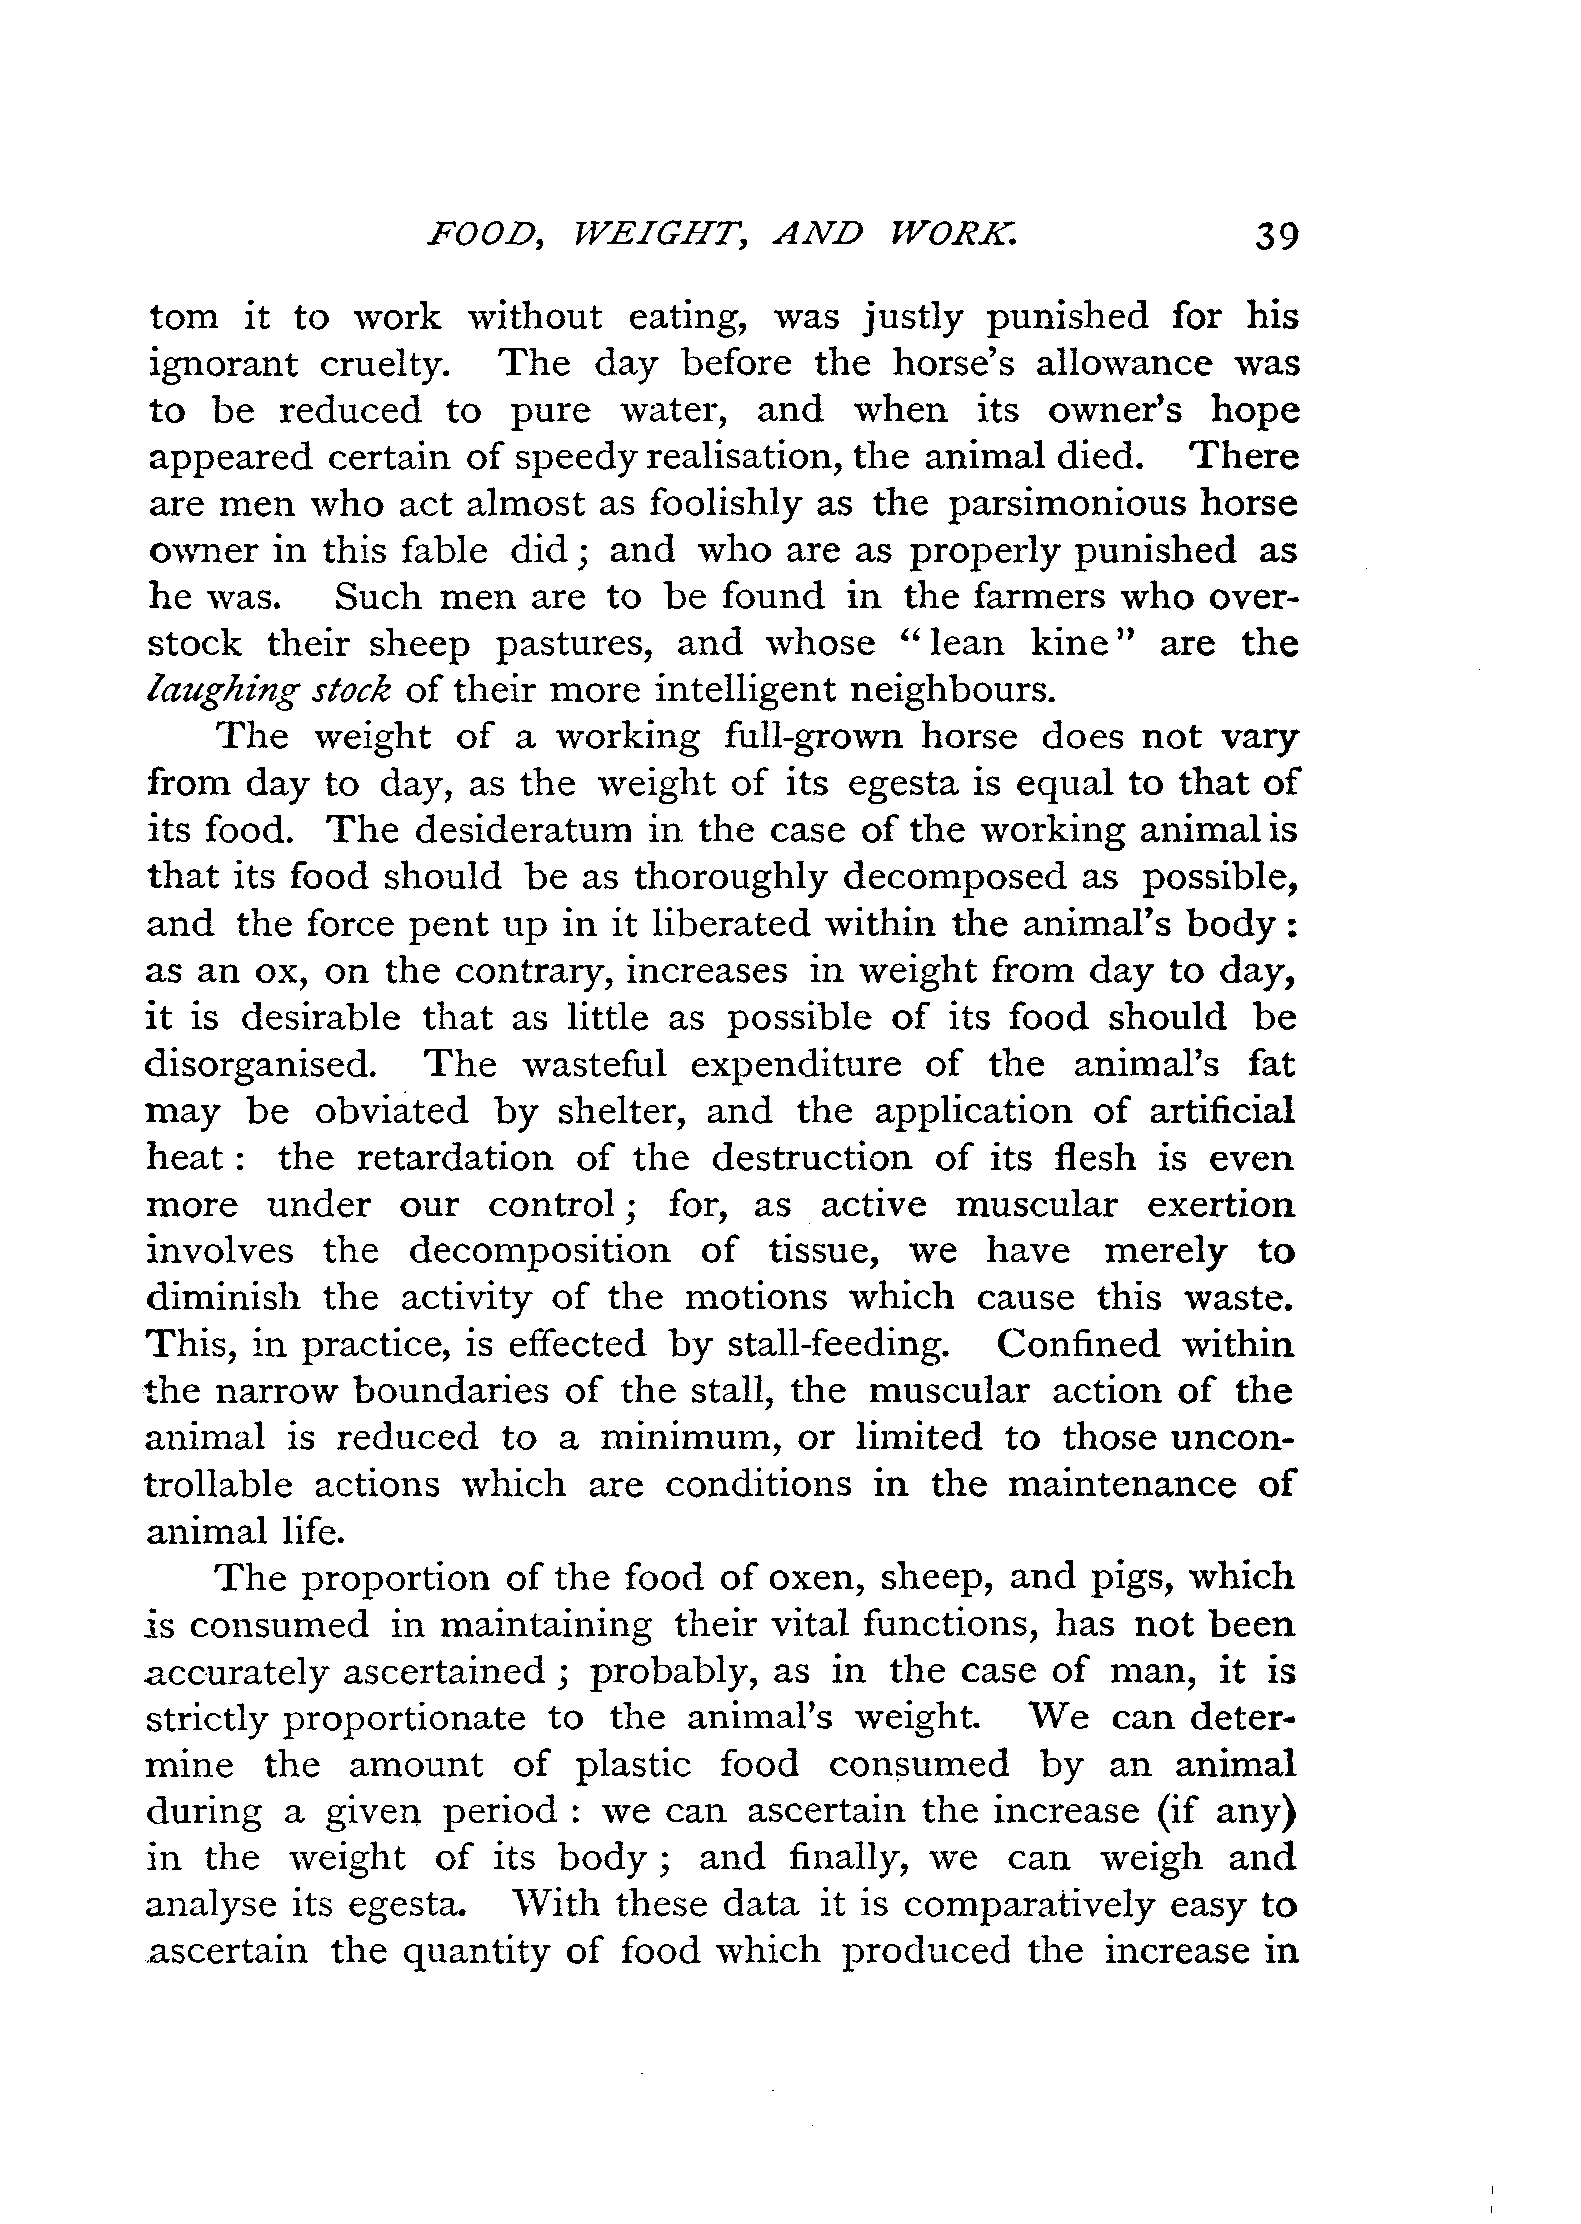 FOOD, WEIGHT, AND WORK. 39
tom it to work without eating, was justly punished for his
ignorant cruelty. The day before the horse's allowance was
to be reduced to pure water, and when its owner's hope
appeared certain of speedy realisation, the animal died. There
are men who act almost as foolishly as the parsimonious horse
owner in this fable did ; and who are as properly punished as
he was. Such men are to be found in the farmers who over-
stock their sheep pastures, and whose “ lean kine ” are the
laughing stock of their more intelligent neighbours.
The weight of a working full-grown horse does not vary
from day to day, as the weight of its egesta is equal to that of
its food. The desideratum in the case of the working animal is
that its food should be as thoroughly decomposed as possible,
and the force pent up in it liberated within the animal's body :
as an ox, on the contrary, increases in weight from day to day,
it is desirable that as little as possible of its food should be
disorganised. The wasteful expenditure of the animal's fat
may be obviated by shelter, and the application of artificial
heat : the retardation of the destruction of its flesh is even
more under our control ; for, as active muscular exertion
involves the decomposition of tissue, we have merely to
diminish the activity of the motions which cause this waste.
This, in practice, is effected by stall-feeding. Confined within
the narrow boundaries of the stall, the muscular action of the
animal is reduced to a minimum, or limited to those uncon-
trollable actions which are conditions in the maintenance of
animal life.
The proportion of the food of oxen, sheep, and pigs, which
is consumed in maintaining their vital functions, has not been
accurately ascertained ; probably, as in the case of man, it is
strictly proportionate to the animal's weight. We can deter-
mine the amount of plastic food consumed by an animal
during a given period : we can ascertain the increase (if any)
in the weight of its body ; and finally, we can weigh and
analyse its egesta. With these data it is comparatively easy to
ascertain the quantity of food which produced the increase in